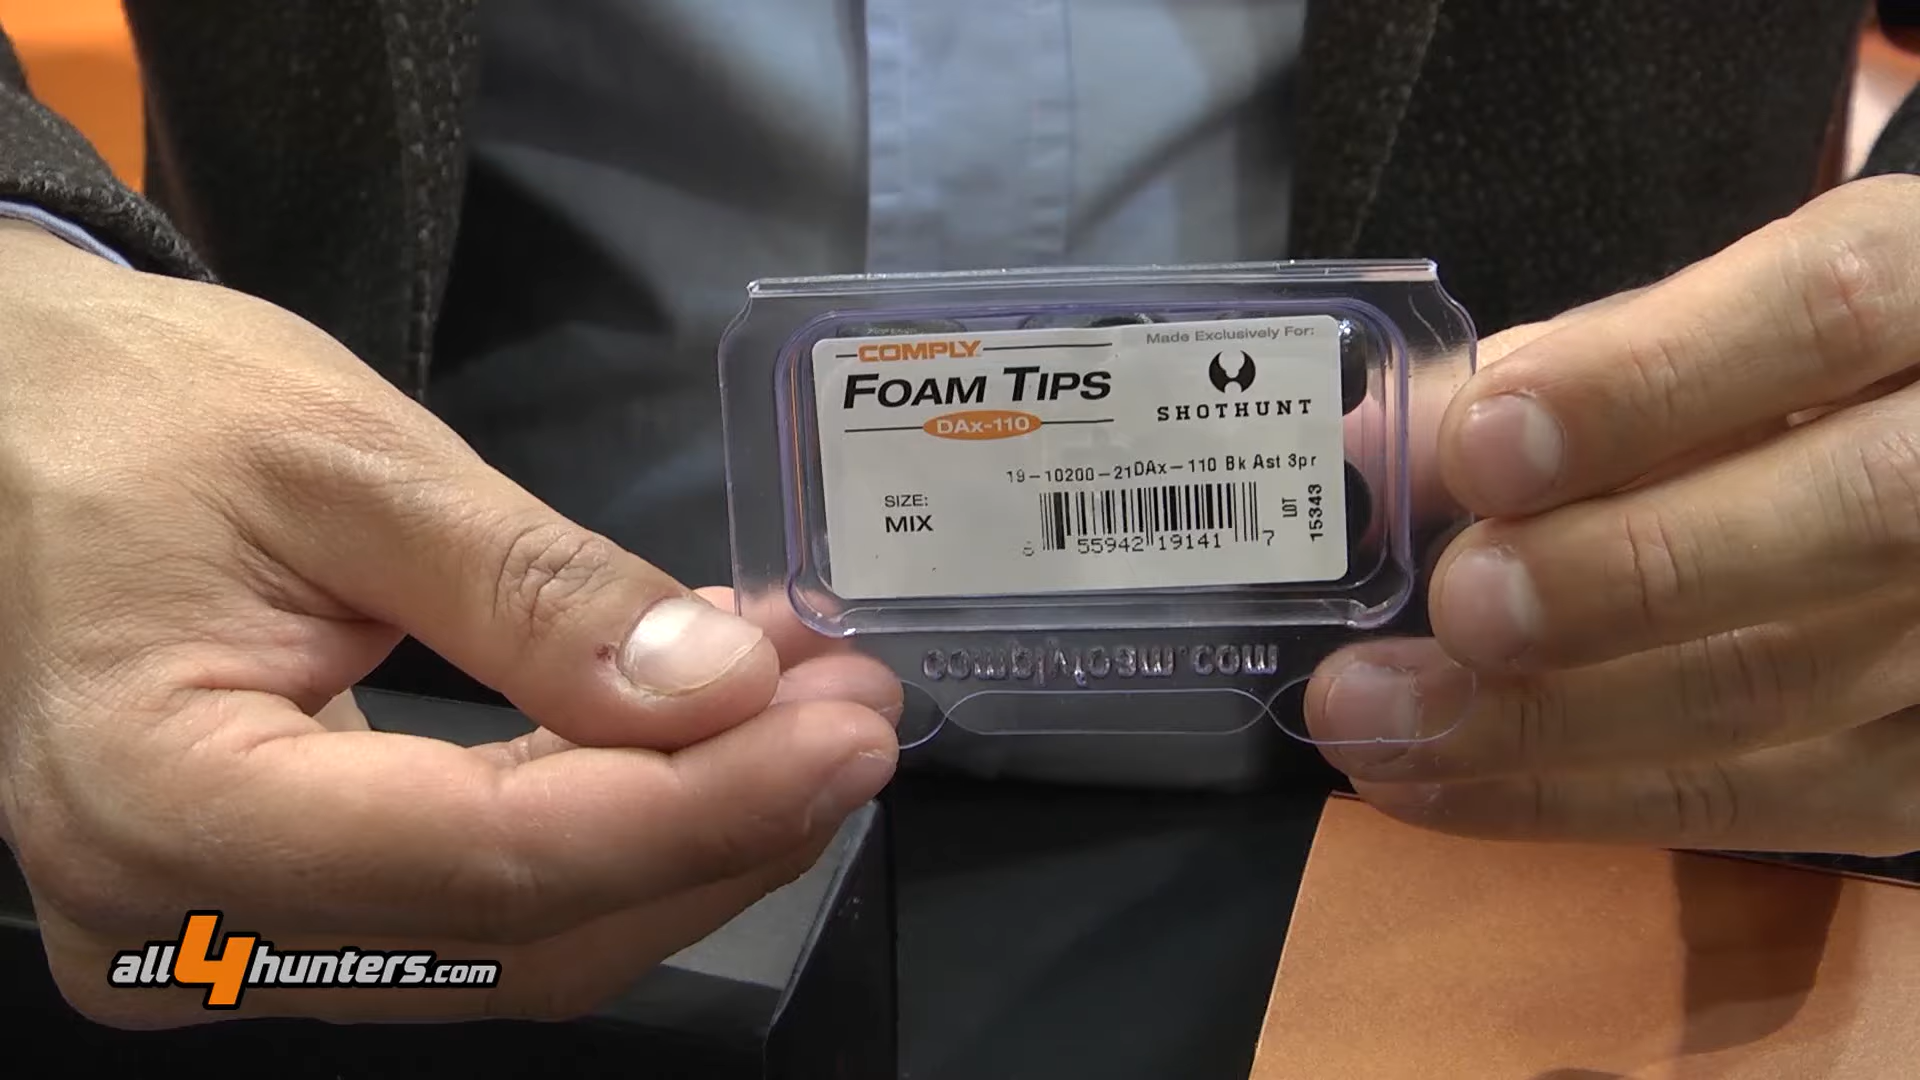 COMPLY
FOAM TIPS
DAx-110
Made Exclusively For:
SHOTHUNT
19-10200-21DAx-110 Bk Ast 3pr
SIZE:
MIX
55942 19141 7
LOT
15343
complyfoam.com
all4hunters.com